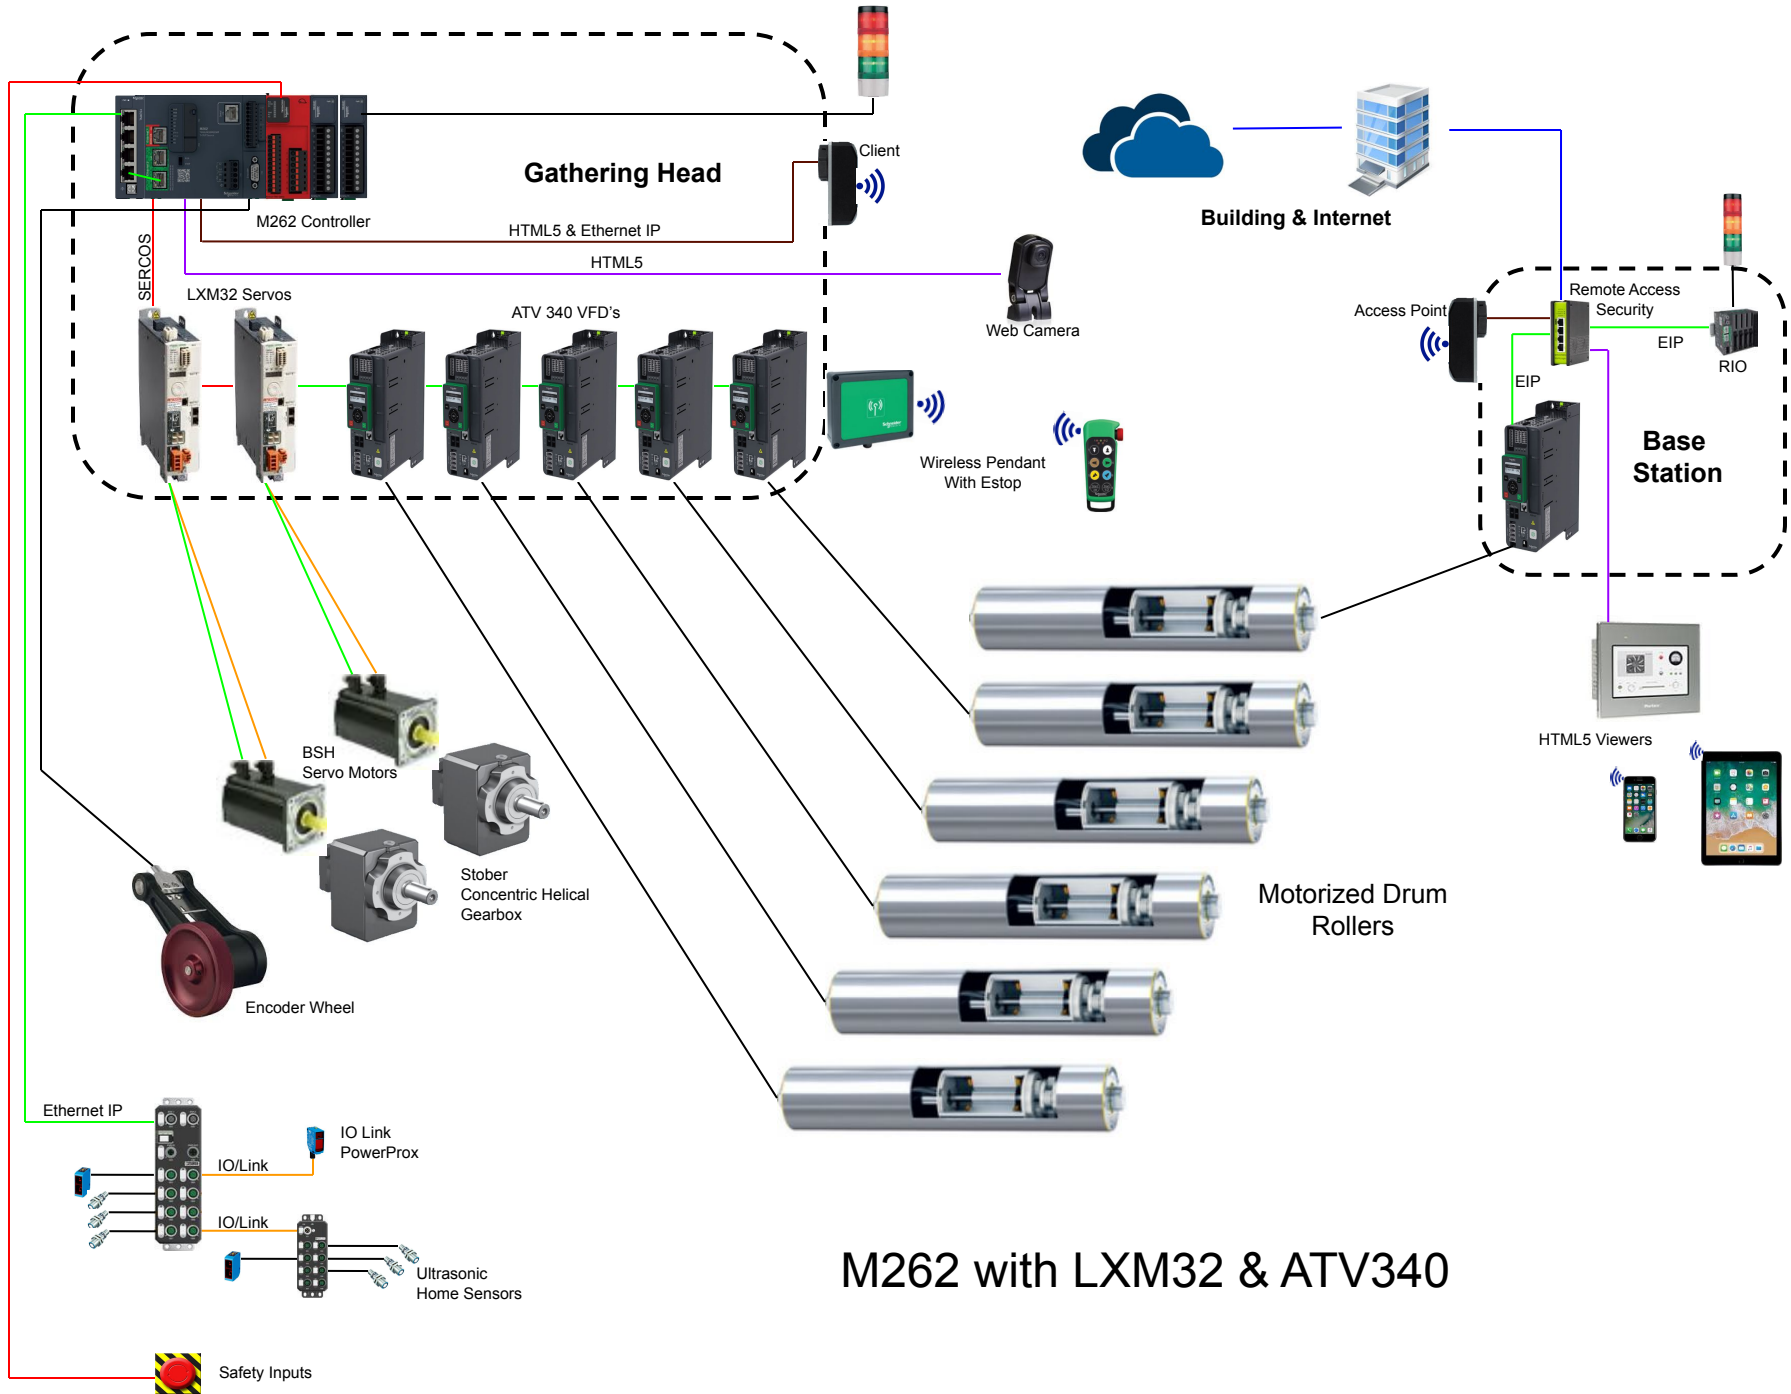 Gathering Head
Client
M262 Controller
HTML5 & Ethernet IP
HTML5
SERCOS
LXM32 Servos
ATV 340 VFD's
Web Camera
Building & Internet
Remote Access
Security
Access Point
EIP
RIO
EIP
Base
Station
Wireless Pendant
With Estop
HTML5 Viewers
BSH
Servo Motors
Stober
Concentric Helical
Gearbox
Encoder Wheel
Motorized Drum
Rollers
Ethernet IP
IO Link
PowerProx
IO/Link
IO/Link
Ultrasonic
Home Sensors
M262 with LXM32 & ATV340
Safety Inputs